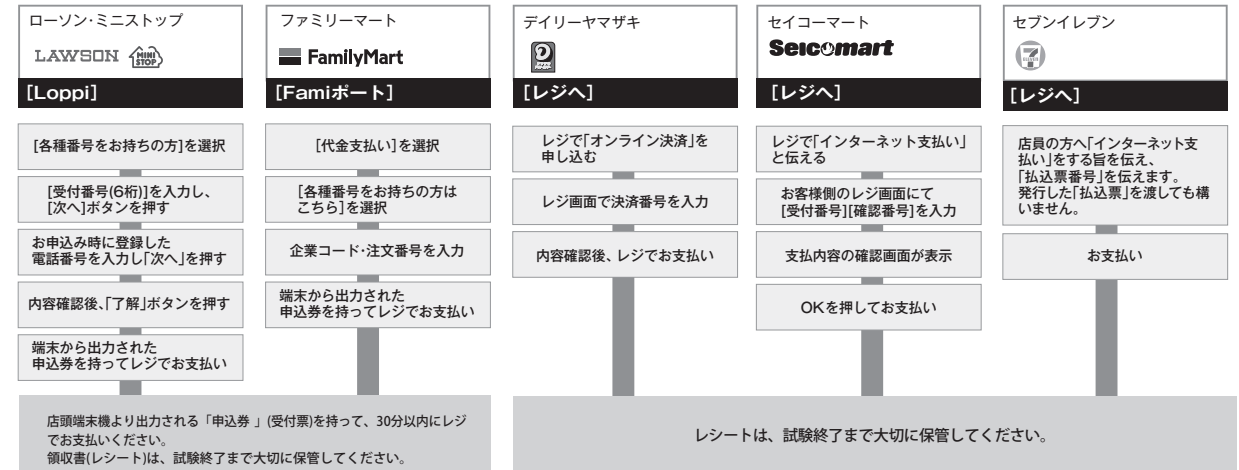 ローソン・ミニストップ
LAWSON MINI STOP
[Loppi]
[各種番号をお持ちの方]を選択
[受付番号(6桁)]を入力し、
[次へ]ボタンを押す
お申込み時に登録した
電話番号を入力し「次へ」を押す
内容確認後、「了解」ボタンを押す
端末から出力された
申込券を持ってレジでお支払い
ファミリーマート
FamilyMart
[Famiポート]
[代金支払い]を選択
[各種番号をお持ちの方は
こちら]を選択
企業コード・注文番号を入力
端末から出力された
申込券を持ってレジでお支払い
店頭端末機より出力される「申込券 」(受付票)を持って、30分以内にレジ
でお支払いください。
領収書(レシート)は、試験終了まで大切に保管してください。
デイリーヤマザキ
[レジへ]
レジで「オンライン決済」を
申し込む
レジ画面で決済番号を入力
内容確認後、レジでお支払い
セイコーマート
Seicomart
[レジへ]
レジで「インターネット支払い」
と伝える
お客様側のレジ画面にて
[受付番号][確認番号]を入力
支払内容の確認画面が表示
OKを押してお支払い
セブンイレブン
7 ELEVEN
[レジへ]
店員の方へ「インターネット支
払い」をする旨を伝え、
「払込票番号」を伝えます。
発行した「払込票」を渡しても構
いません。
お支払い
レシートは、試験終了まで大切に保管してください。